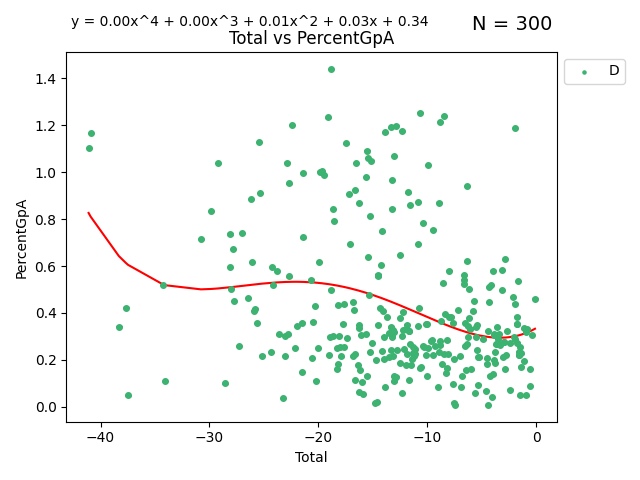 y = 0.00x^4 + 0.00x^3 + 0.01x^2 + 0.03x + 0.34
N = 300
Total vs PercentGpA
D
PercentGpA
1.4
1.2
1.0
0.8
0.6
0.4
0.2
0.0
−40 −30 −20 −10 0
Total